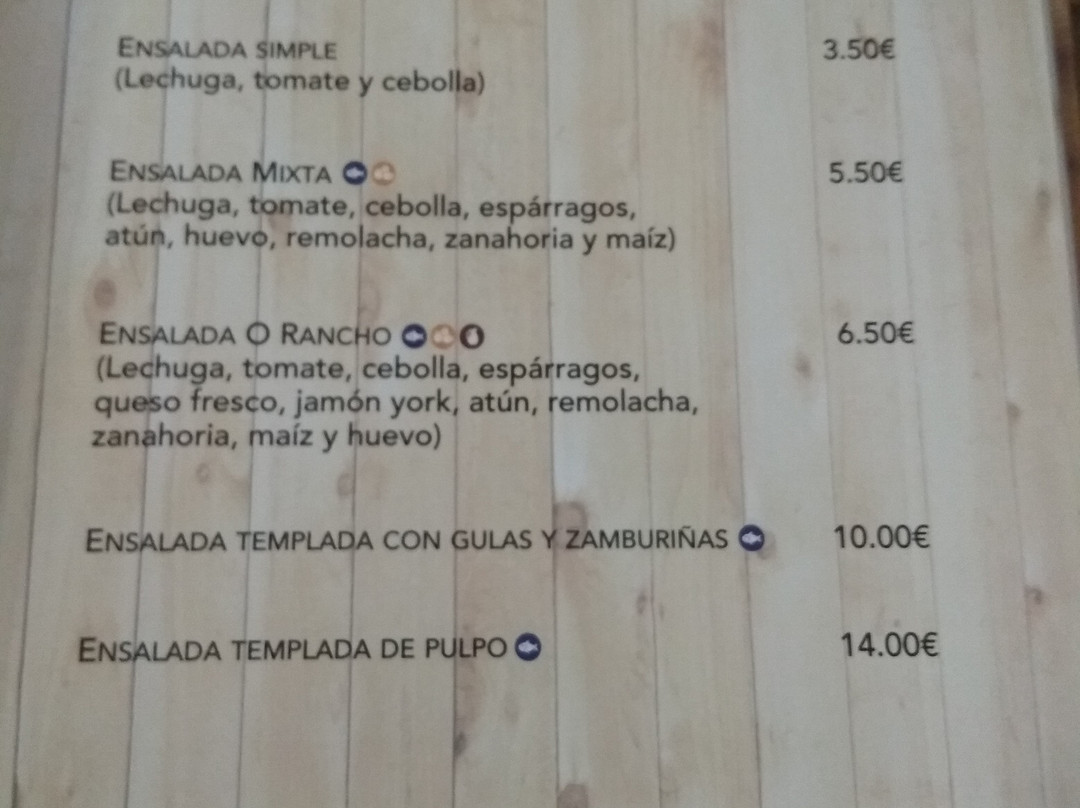 ENSALADA SIMPLE 3.50€
(Lechuga, tomate y cebolla)
ENSALADA MIXTA 5.50€
(Lechuga, tomate, cebolla, espárragos,
atún, huevo, remolacha, zanahoria y maíz)
ENSALADA O RANCHO 6.50€
(Lechuga, tomate, cebolla, espárragos,
queso fresco, jamón york, atún, remolacha,
zanahoria, maíz y huevo)
ENSALADA TEMPLADA CON GULAS Y ZAMBURIÑAS 10.00€
ENSALADA TEMPLADA DE PULPO 14.00€